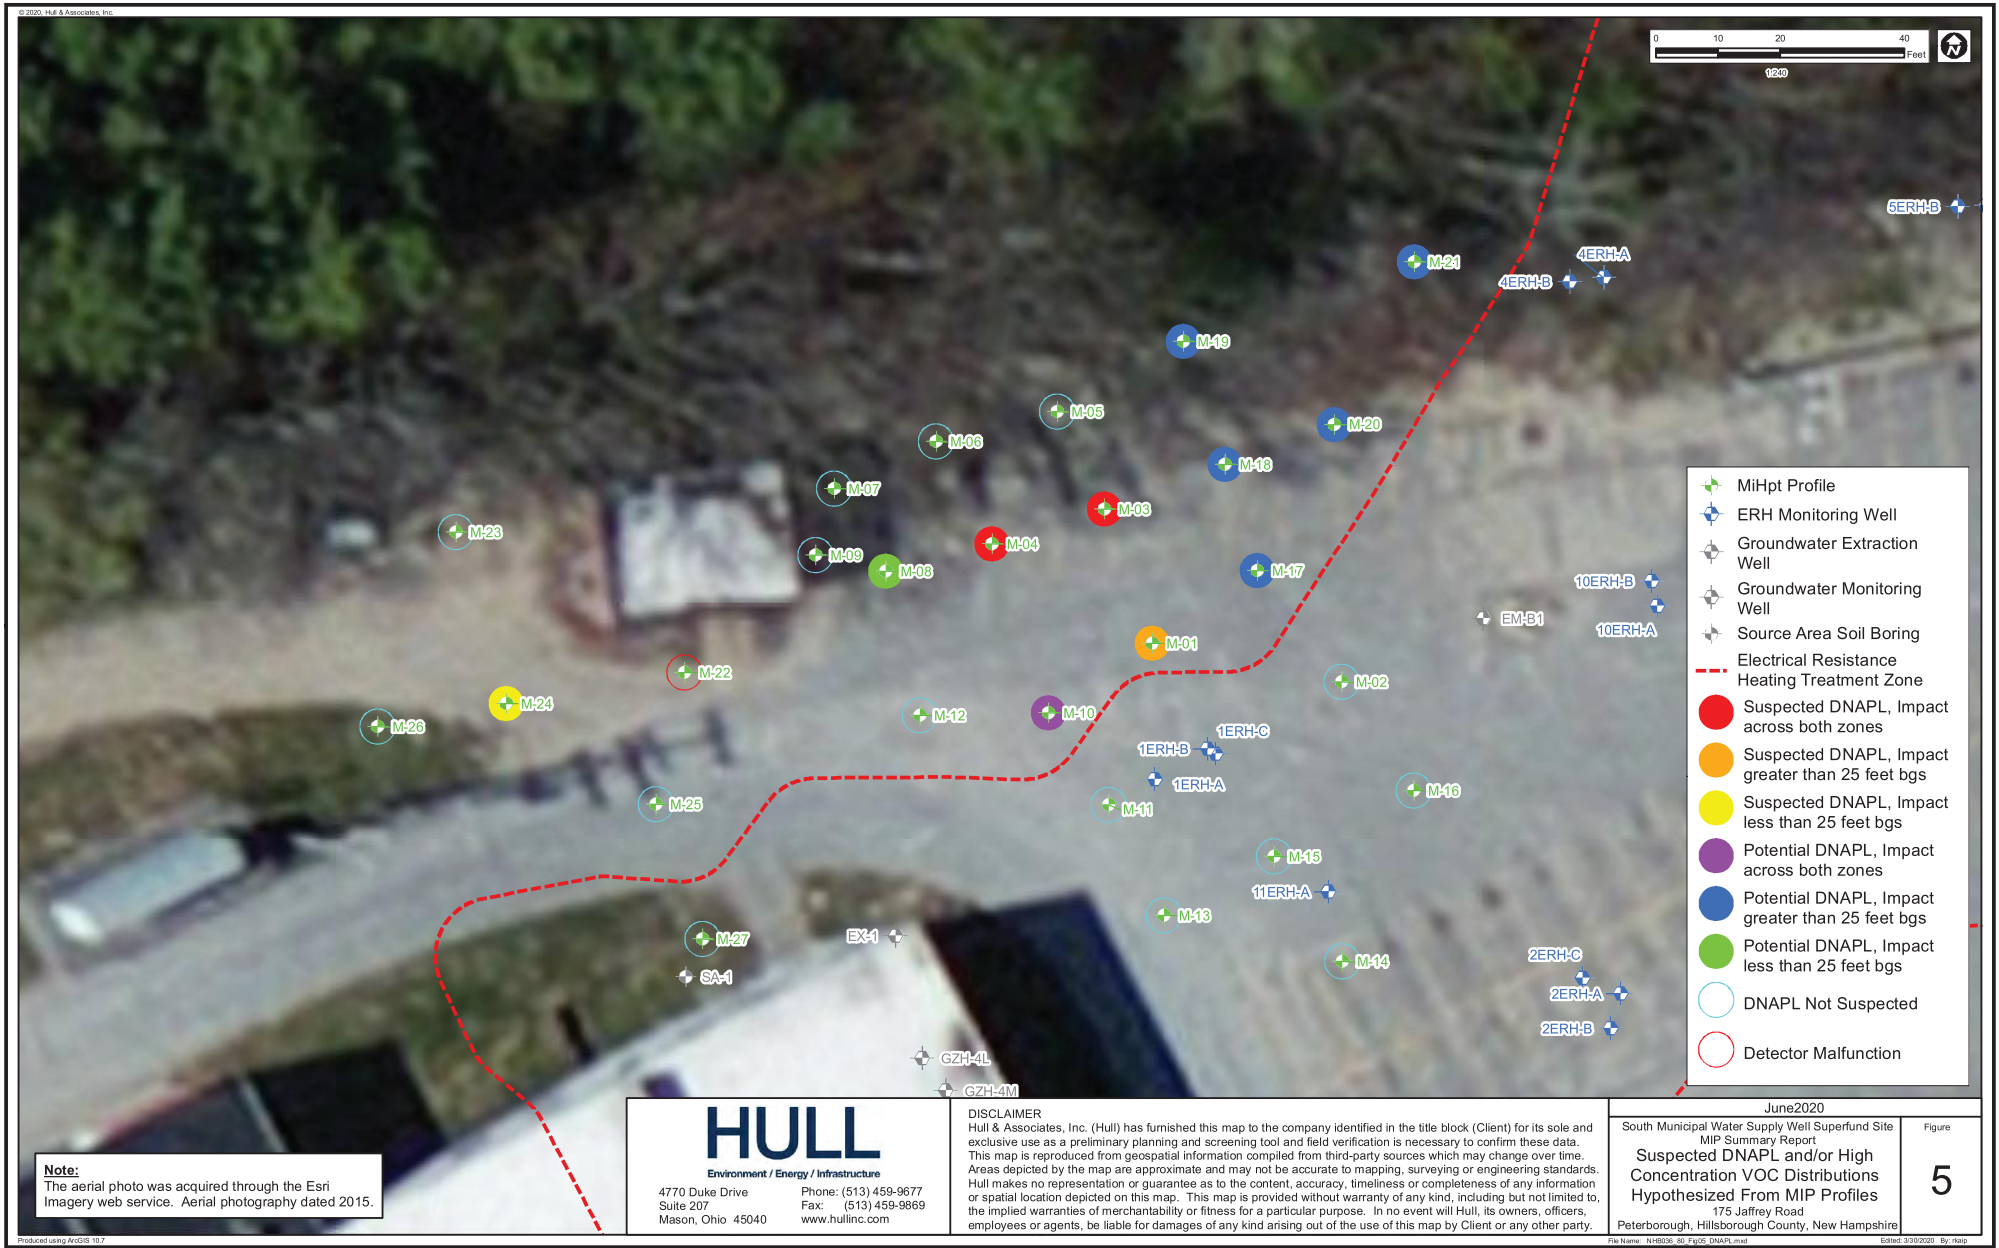 © 2020, Hull & Associates, Inc.
0 10 20 40
Feet
1:240
N
5ERH-B
4ERH-A
4ERH-B
M-21
M-19
M-05
M-20
M-06
M-18
M-07
M-03
M-23
M-04
M-09
M-08
M-17
10ERH-B
10ERH-A
EM-B1
M-01
M-22
M-02
M-24
M-10
M-12
M-26
1ERH-C
1ERH-B
1ERH-A
M-16
M-25
M-11
M-15
11ERH-A
M-13
EX-1
M-27
2ERH-C
M-14
SA-1
2ERH-A
2ERH-B
GZH-4L
GZH-4M
MiHpt Profile
ERH Monitoring Well
Groundwater Extraction
Well
Groundwater Monitoring
Well
Source Area Soil Boring
Electrical Resistance
Heating Treatment Zone
Suspected DNAPL, Impact
across both zones
Suspected DNAPL, Impact
greater than 25 feet bgs
Suspected DNAPL, Impact
less than 25 feet bgs
Potential DNAPL, Impact
across both zones
Potential DNAPL, Impact
greater than 25 feet bgs
Potential DNAPL, Impact
less than 25 feet bgs
DNAPL Not Suspected
Detector Malfunction
Note:
The aerial photo was acquired through the Esri
Imagery web service. Aerial photography dated 2015.
HULL
Environment / Energy / Infrastructure
4770 Duke Drive
Suite 207
Mason, Ohio 45040
Phone: (513) 459-9677
Fax: (513) 459-9869
www.hullinc.com
DISCLAIMER
Hull & Associates, Inc. (Hull) has furnished this map to the company identified in the title block (Client) for its sole and
exclusive use as a preliminary planning and screening tool and field verification is necessary to confirm these data.
This map is reproduced from geospatial information compiled from third-party sources which may change over time.
Areas depicted by the map are approximate and may not be accurate to mapping, surveying or engineering standards.
Hull makes no representation or guarantee as to the content, accuracy, timeliness or completeness of any information
or spatial location depicted on this map. This map is provided without warranty of any kind, including but not limited to,
the implied warranties of merchantability or fitness for a particular purpose. In no event will Hull, its owners, officers,
employees or agents, be liable for damages of any kind arising out of the use of this map by Client or any other party.
June2020
South Municipal Water Supply Well Superfund Site
MIP Summary Report
Suspected DNAPL and/or High
Concentration VOC Distributions
Hypothesized From MIP Profiles
175 Jaffrey Road
Peterborough, Hillsborough County, New Hampshire
Figure
5
Produced using ArcGIS 10.7
File Name: NHB036_80_Fig05_DNAPL.mxd
Edited: 3/30/2020 By: rkaip